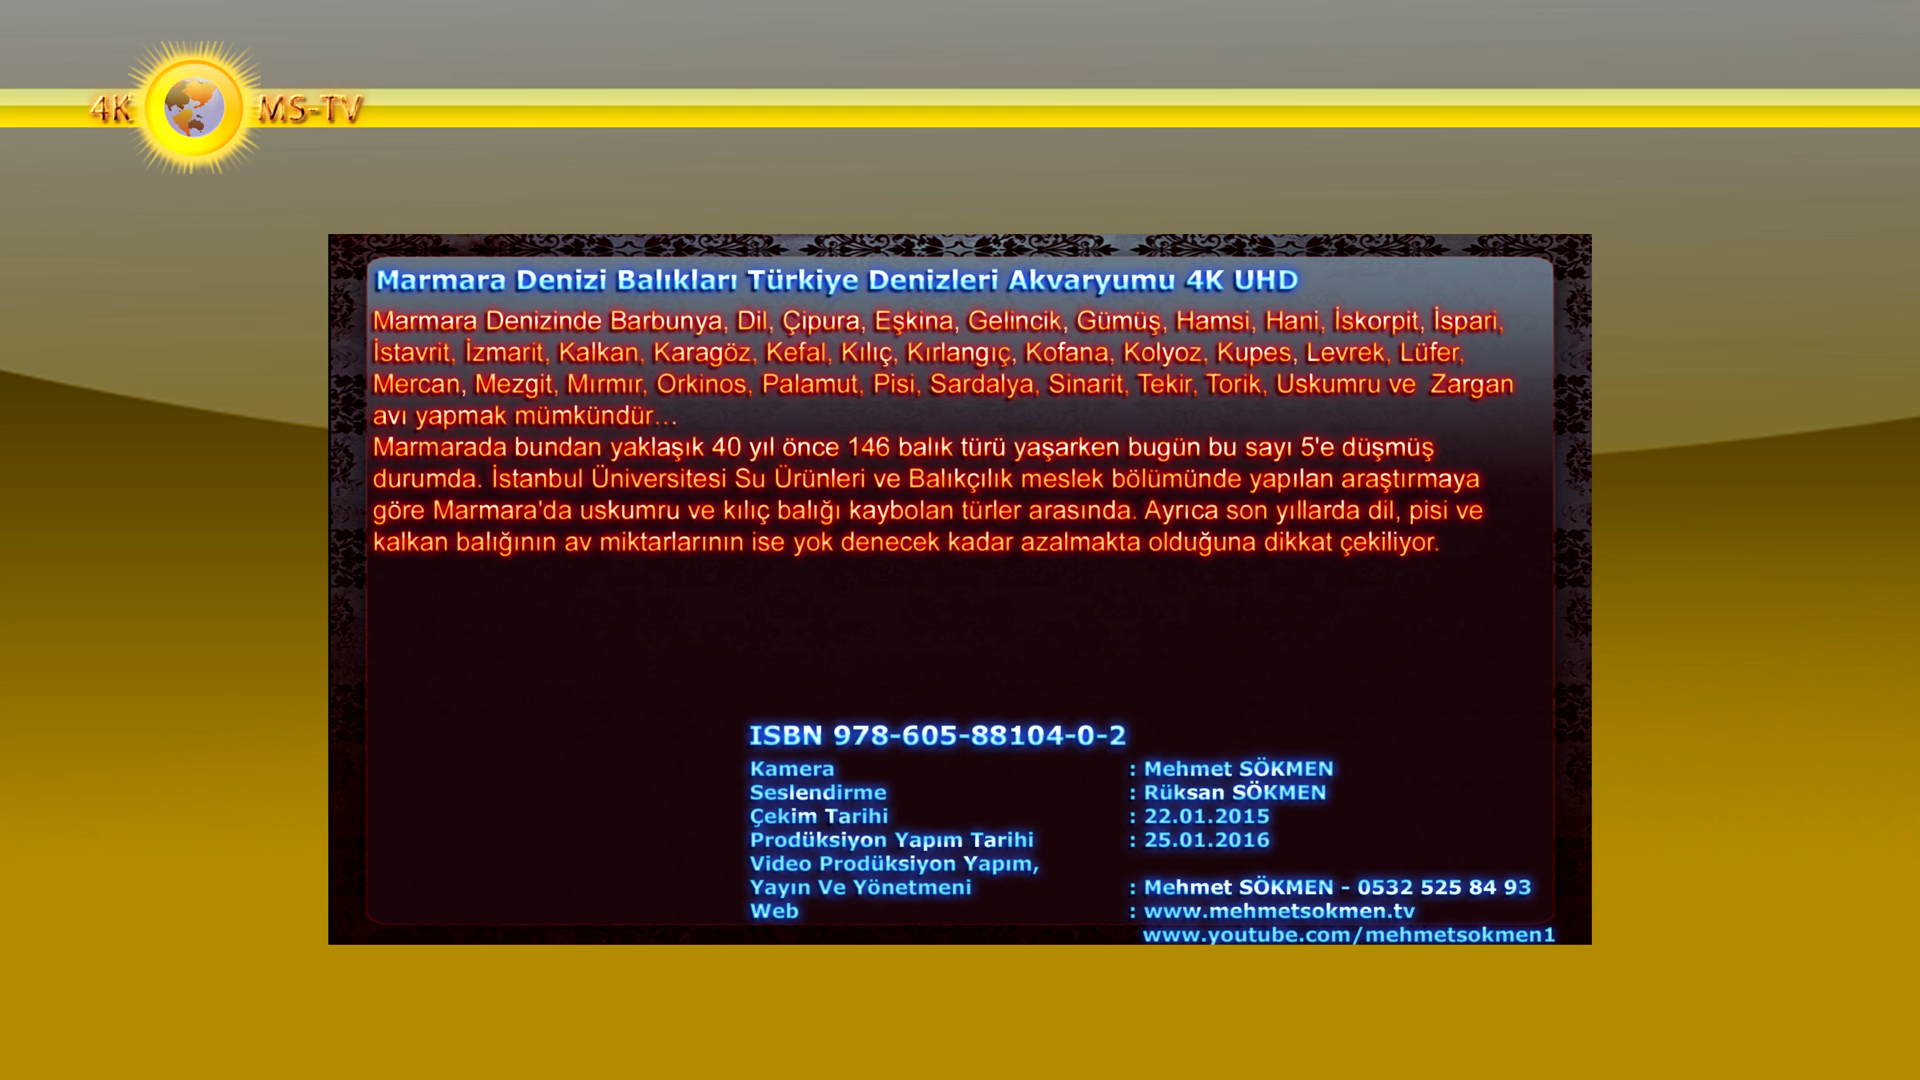 4K MS-TV
Marmara Denizi Balıkları Türkiye Denizleri Akvaryumu 4K UHD
Marmara Denizinde Barbunya, Dil, Çipura, Eşkina, Gelincik, Gümüş, Hamsi, Hani, İskorpit, İspari,
İstavrit, İzmarit, Kalkan, Karagöz, Kefal, Kılıç, Kırlangıç, Kofana, Kolyoz, Kupes, Levrek, Lüfer,
Mercan, Mezgit, Mırmır, Orkinos, Palamut, Pisi, Sardalya, Sinarit, Tekir, Torik, Uskumru ve Zargan
avı yapmak mümkündür…
Marmarada bundan yaklaşık 40 yıl önce 146 balık türü yaşarken bugün bu sayı 5'e düşmüş
durumda. İstanbul Üniversitesi Su Ürünleri ve Balıkçılık meslek bölümünde yapılan araştırmaya
göre Marmara'da uskumru ve kılıç balığı kaybolan türler arasında. Ayrıca son yıllarda dil, pisi ve
kalkan balığının av miktarlarının ise yok denecek kadar azalmakta olduğuna dikkat çekiliyor.
ISBN 978-605-88104-0-2
Kamera : Mehmet SÖKMEN
Seslendirme : Rüksan SÖKMEN
Çekim Tarihi : 22.01.2015
Prodüksiyon Yapım Tarihi : 25.01.2016
Video Prodüksiyon Yapım,
Yayın Ve Yönetmeni : Mehmet SÖKMEN - 0532 525 84 93
Web : www.mehmetsokmen.tv
www.youtube.com/mehmetsokmen1